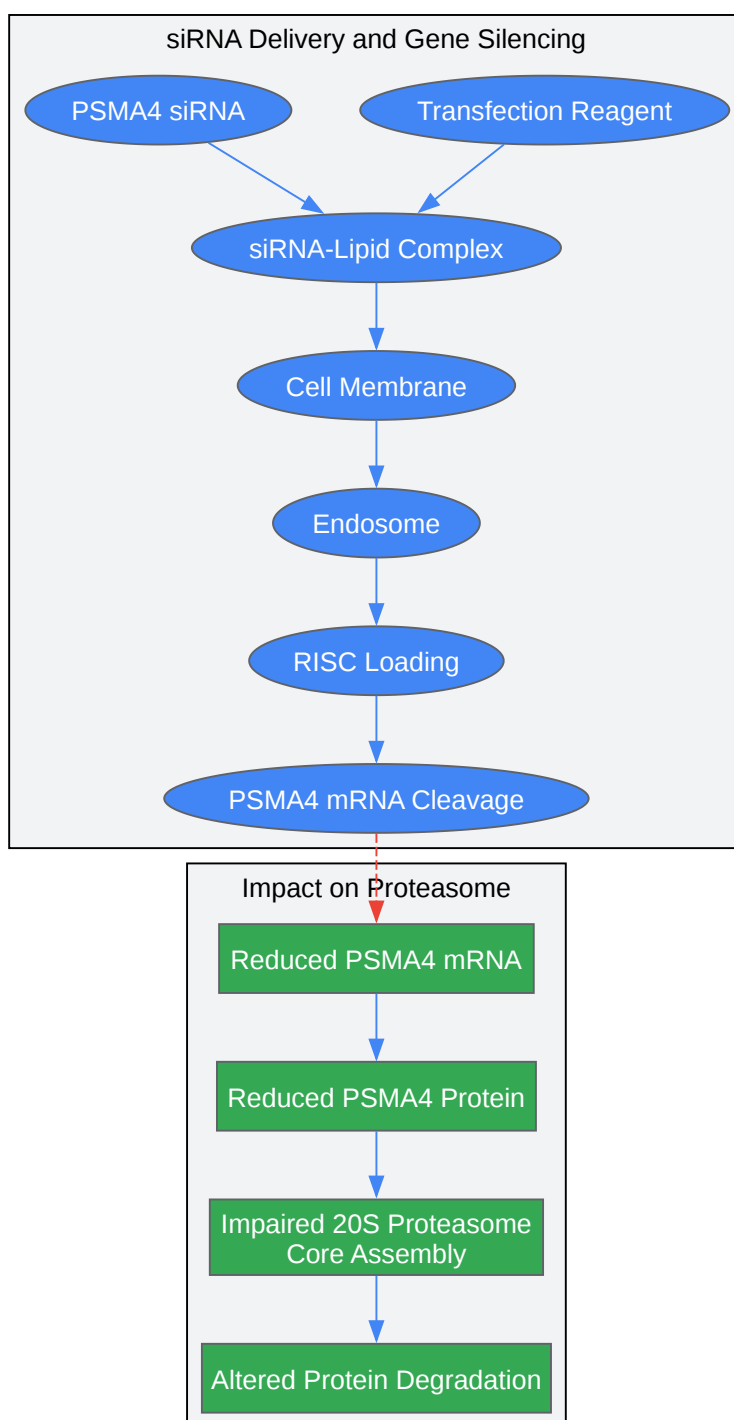 siRNA Delivery and Gene Silencing
PSMA4 siRNA
Transfection Reagent
siRNA-Lipid Complex
Cell Membrane
Endosome
RISC Loading
PSMA4 mRNA Cleavage
Impact on Proteasome
Reduced PSMA4 mRNA
Reduced PSMA4 Protein
Impaired 20S Proteasome
Core Assembly
Altered Protein Degradation